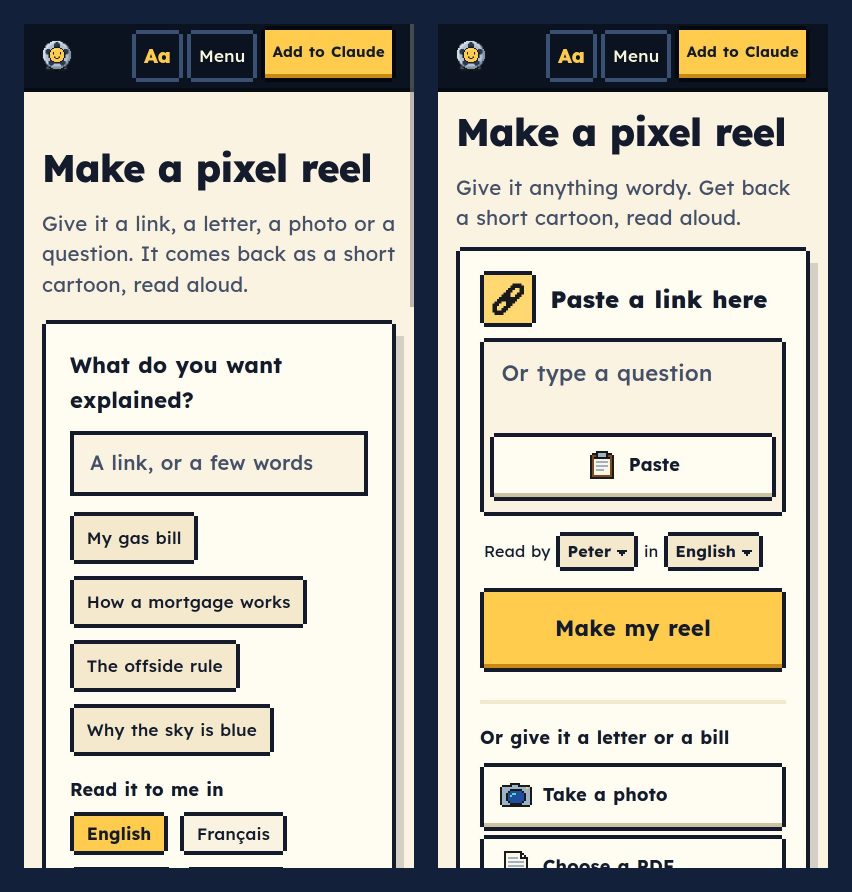 Aa
Menu
Add to Claude
Make a pixel reel
Give it a link, a letter, a photo or a
question. It comes back as a short
cartoon, read aloud.
What do you want
explained?
A link, or a few words
My gas bill
How a mortgage works
The offside rule
Why the sky is blue
Read it to me in
English
Français
Aa
Menu
Add to Claude
Make a pixel reel
Give it anything wordy. Get back
a short cartoon, read aloud.
Paste a link here
Or type a question
Paste
Read by Peter in English
Make my reel
Or give it a letter or a bill
Take a photo
Choose a PDF